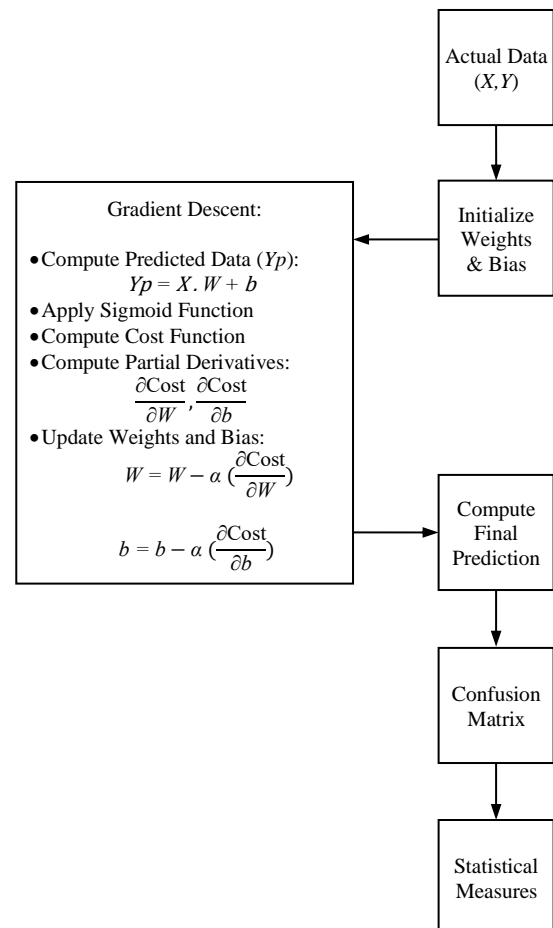 Actual Data
(X,Y)
Initialize
Weights
& Bias
Gradient Descent:
•Compute Predicted Data (Yp):
Yp = X. W + b
•Apply Sigmoid Function
•Compute Cost Function
•Compute Partial Derivatives:
∂Cost/∂W, ∂Cost/∂b
•Update Weights and Bias:
W = W − α (∂Cost/∂W)
b = b − α (∂Cost/∂b)
Compute
Final
Prediction
Confusion
Matrix
Statistical
Measures